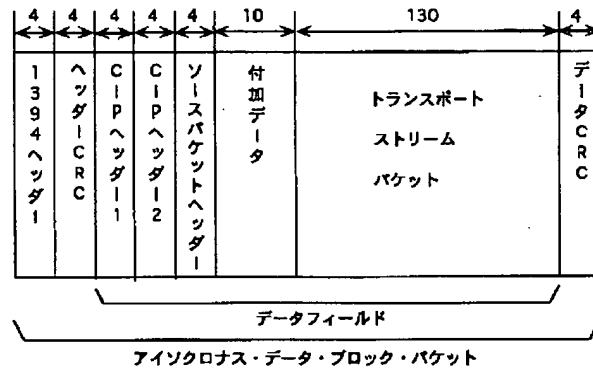 4 4 4 4 4 10 130 4
1394ヘッダー
ヘッダーCRC
CIPヘッダー1
CIPヘッダー2
ソースパケットヘッダー
付加データ
トランスポート
ストリーム
パケット
データCRC
データフィールド
アイソクロナス・データ・ブロック・パケット